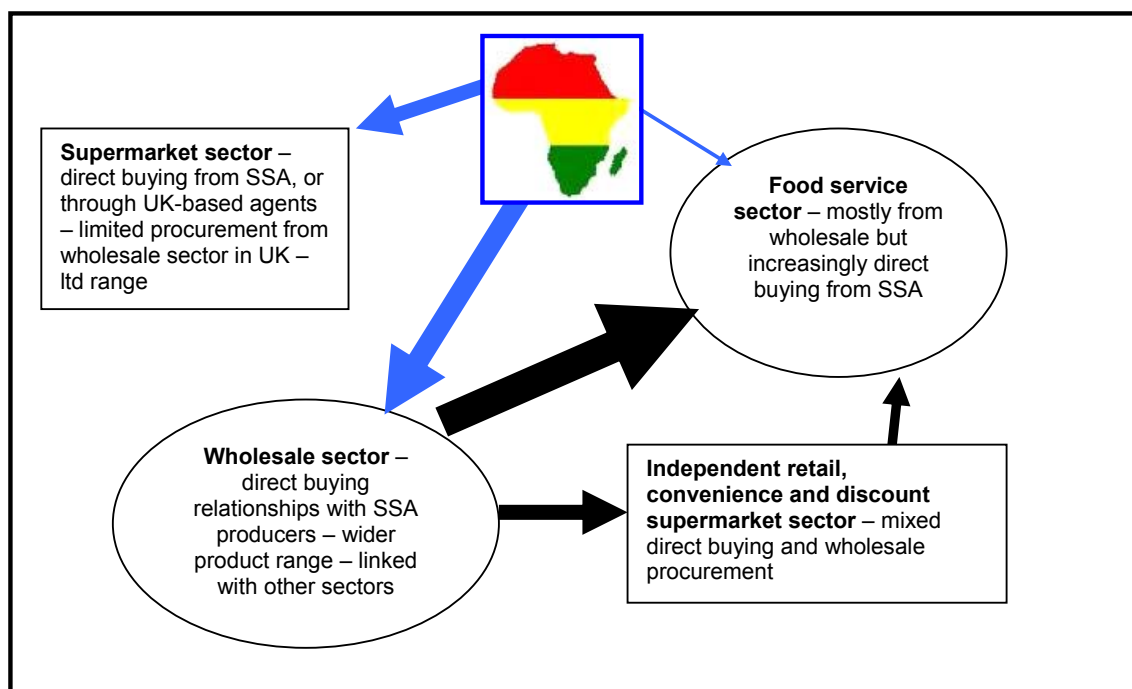 Supermarket sector –
direct buying from SSA, or
through UK-based agents
– limited procurement from
wholesale sector in UK –
ltd range
Food service
sector – mostly from
wholesale but
increasingly direct
buying from SSA
Wholesale sector –
direct buying
relationships with SSA
producers – wider
product range – linked
with other sectors
Independent retail,
convenience and discount
supermarket sector – mixed
direct buying and wholesale
procurement